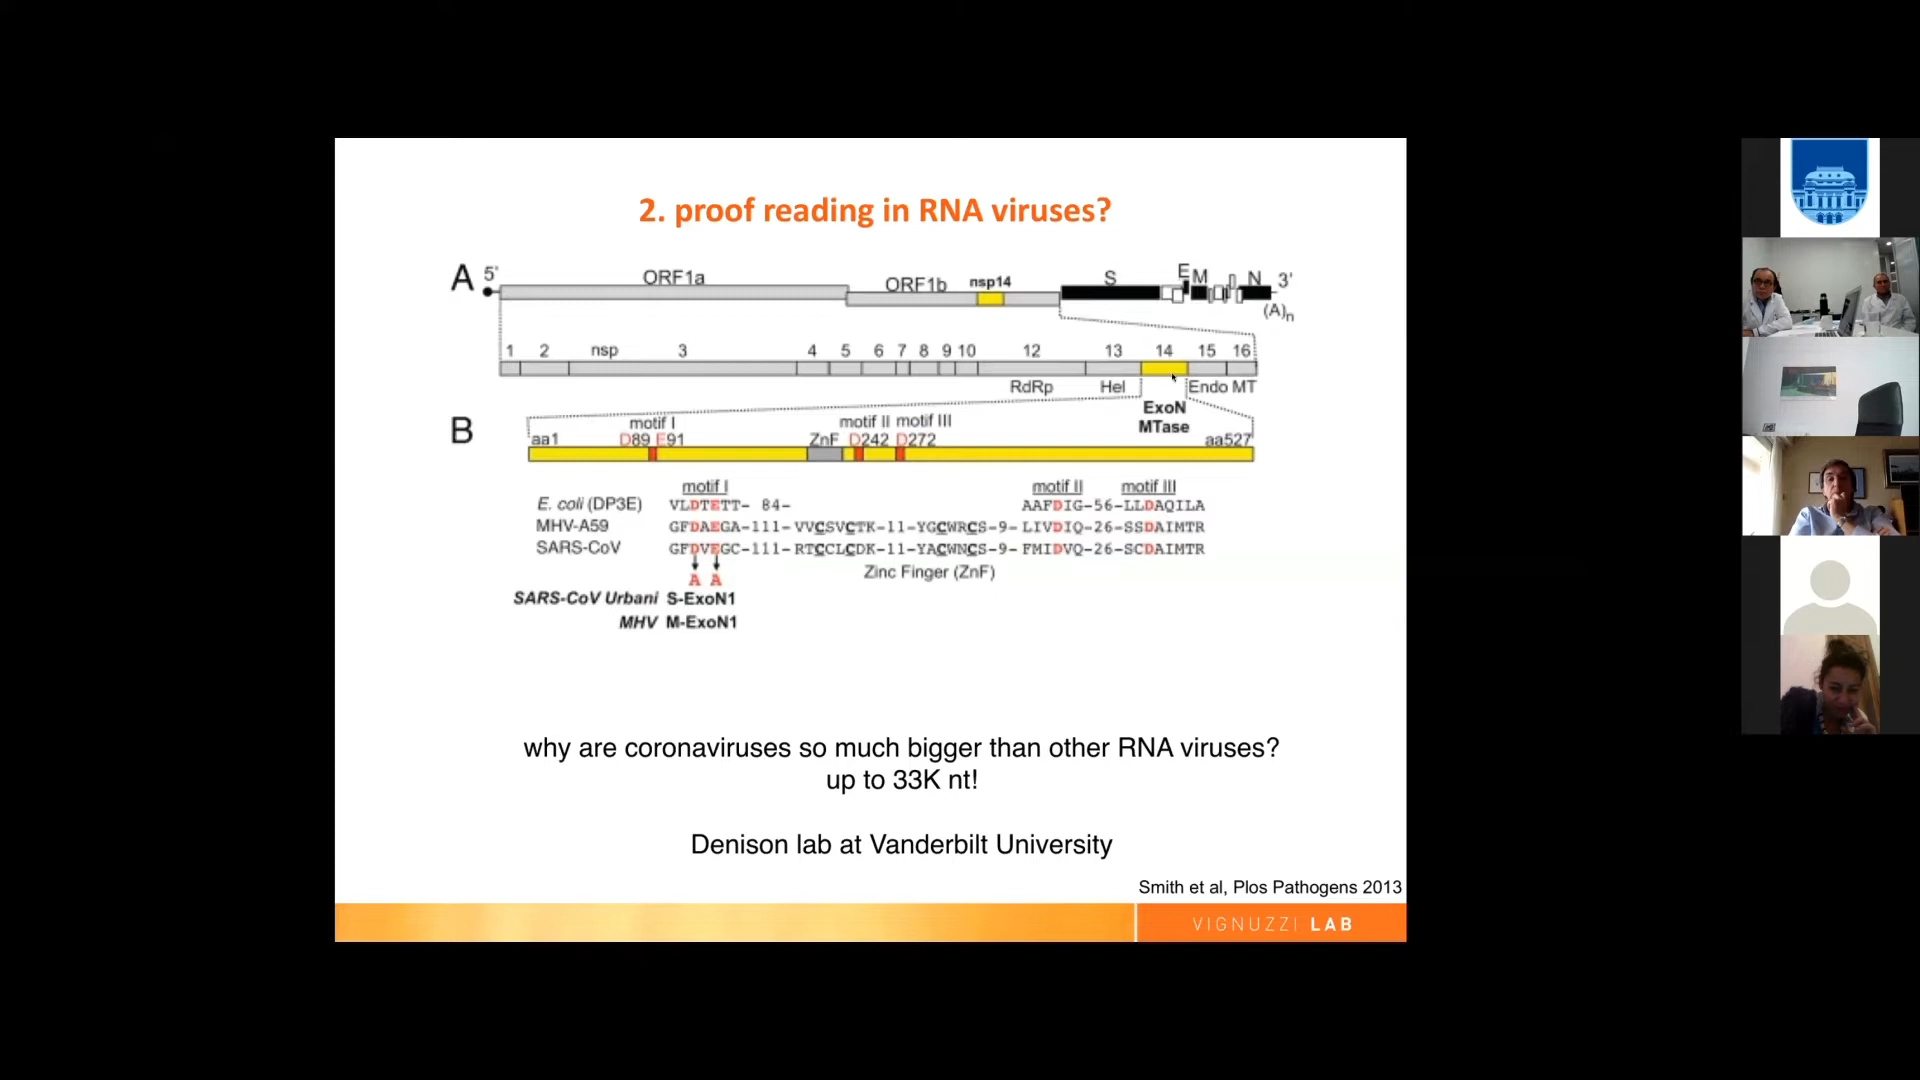 2. proof reading in RNA viruses?
A 5' ORF1a ORF1b nsp14 S E M N 3'
(A)n
1 2 nsp 3 4 5 6 7 8 9 10 12 13 14 15 16
RdRp Hel Endo MT
ExoN
MTase
B motif I motif II motif III
aa1 D89 E91 ZnF D242 D272 aa527
motif I motif II motif III
E. coli (DP3E) VLDTETT- 84- AAFDIG-56-LLDAQILA
MHV-A59 GFDAEGA-111-VVCSVCTK-11-YGCWRCS-9-LIVDIQ-26-SSDAIMTR
SARS-CoV GFDVEGC-111-RTCCLCDK-11-YACWNCS-9-FMIDVQ-26-SCDAIMTR
A A Zinc Finger (ZnF)
SARS-CoV Urbani S-ExoN1
MHV M-ExoN1
why are coronaviruses so much bigger than other RNA viruses?
up to 33K nt!
Denison lab at Vanderbilt University
Smith et al, Plos Pathogens 2013
VIGNUZZI LAB